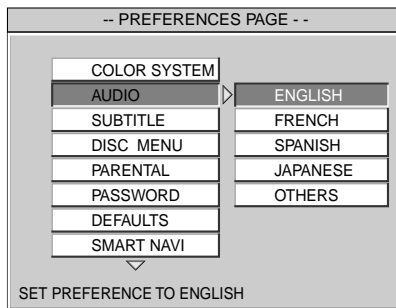 -- PREFERENCES PAGE - -
COLOR SYSTEM
AUDIO
ENGLISH
SUBTITLE
FRENCH
DISC MENU
SPANISH
PARENTAL
JAPANESE
PASSWORD
OTHERS
DEFAULTS
SMART NAVI
SET PREFERENCE TO ENGLISH